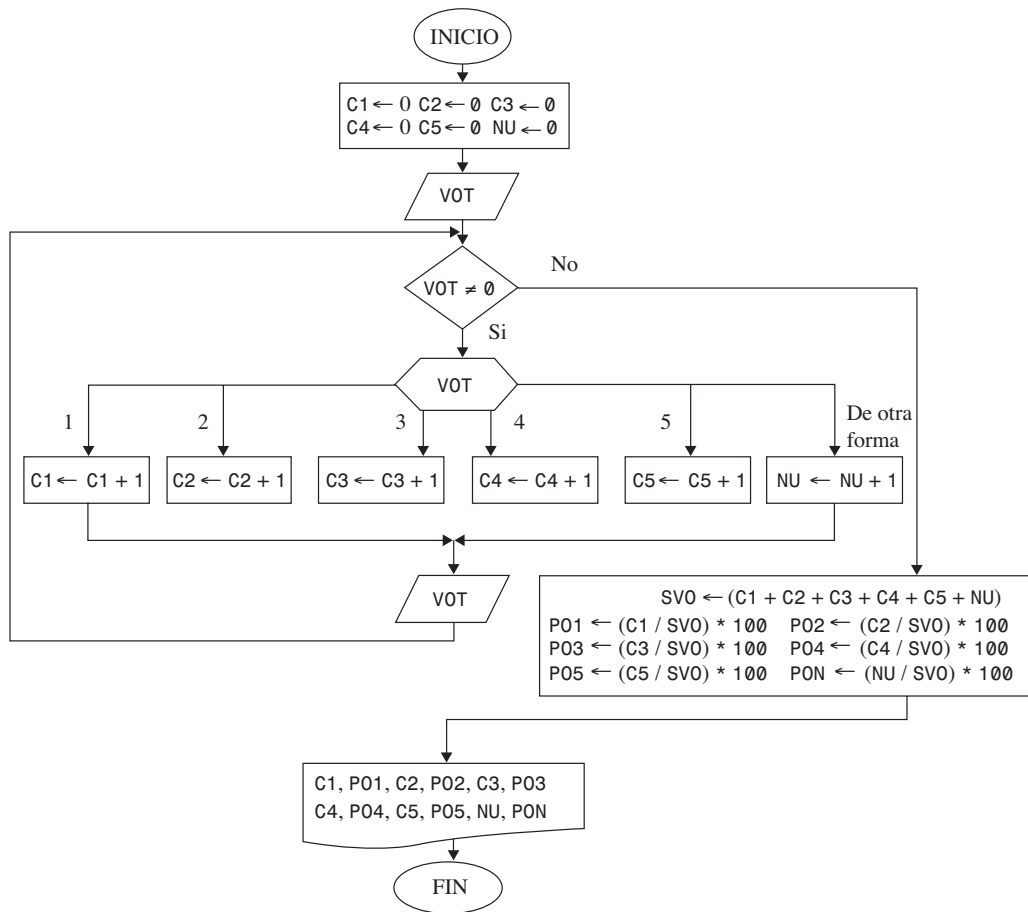 INICIO
C1 ← 0 C2 ← 0 C3 ← 0
C4 ← 0 C5 ← 0 NU ← 0
VOT
No
VOT ≠ 0
Si
VOT
1
2
3
4
5
De otra
forma
C1 ← C1 + 1
C2 ← C2 + 1
C3 ← C3 + 1
C4 ← C4 + 1
C5 ← C5 + 1
NU ← NU + 1
VOT
SVO ← (C1 + C2 + C3 + C4 + C5 + NU)
PO1 ← (C1 / SVO) * 100 PO2 ← (C2 / SVO) * 100
PO3 ← (C3 / SVO) * 100 PO4 ← (C4 / SVO) * 100
PO5 ← (C5 / SVO) * 100 PON ← (NU / SVO) * 100
C1, PO1, C2, PO2, C3, PO3
C4, PO4, C5, PO5, NU, PON
FIN